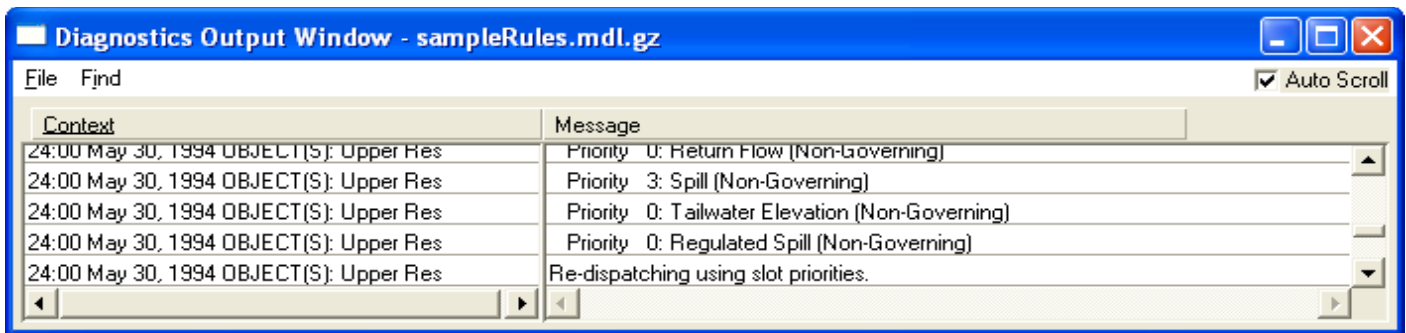 Diagnostics Output Window - sampleRules.mdl.gz
File Find Auto Scroll
Context Message
24:00 May 30, 1994 OBJECT(S): Upper Res Priority 0: Return Flow (Non-Governing)
24:00 May 30, 1994 OBJECT(S): Upper Res Priority 3: Spill (Non-Governing)
24:00 May 30, 1994 OBJECT(S): Upper Res Priority 0: Tailwater Elevation (Non-Governing)
24:00 May 30, 1994 OBJECT(S): Upper Res Priority 0: Regulated Spill (Non-Governing)
24:00 May 30, 1994 OBJECT(S): Upper Res Re-dispatching using slot priorities.